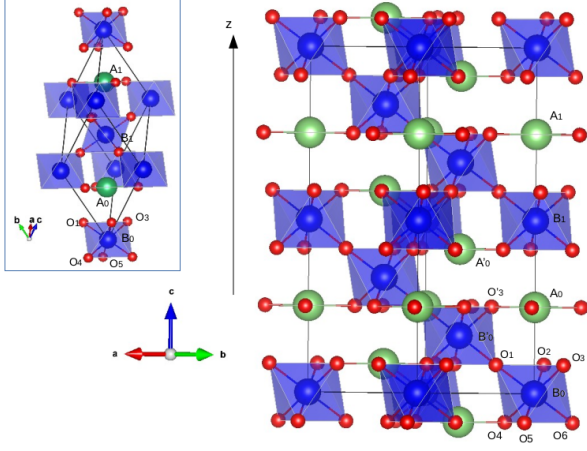 A₁
B₁
A₀
O₁
O₃
B₀
O₄
O₅
b
a
c
c
a
b
z
A₁
B₁
A'₀
O'₃
A₀
B'₀
O₁
O₂
O₃
B₀
O₄
O₅
O₆